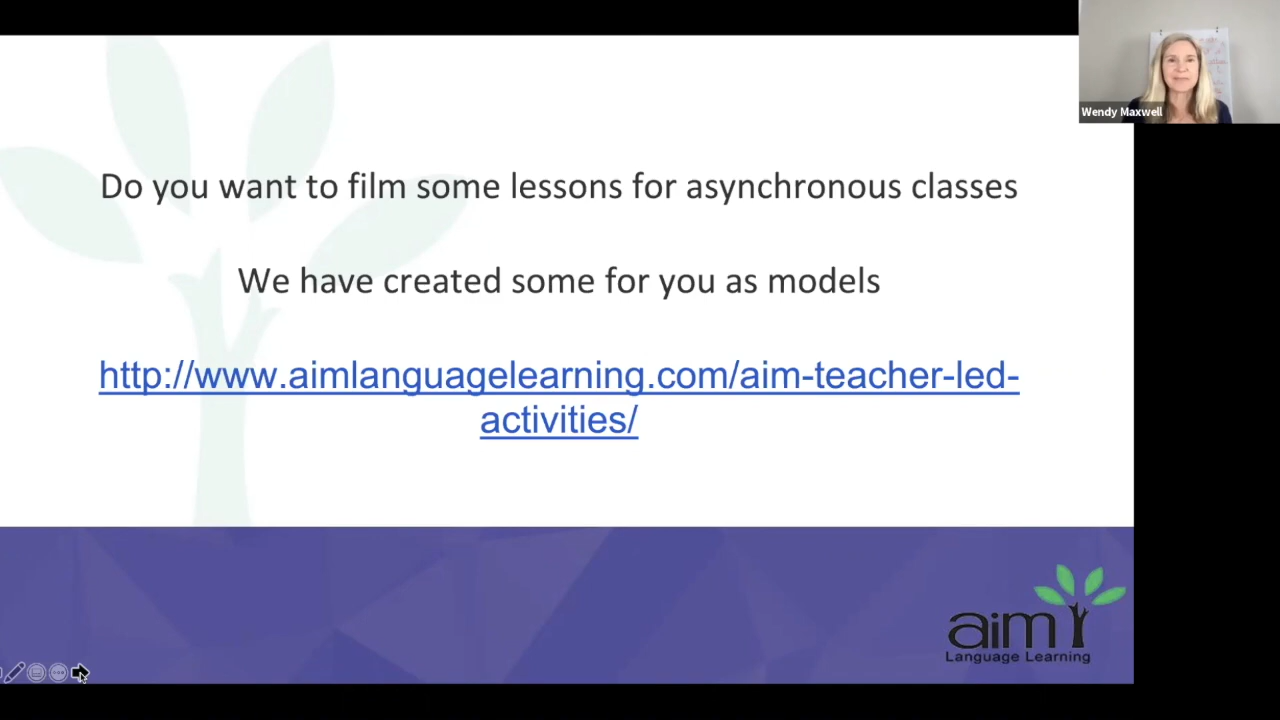 Wendy Maxwell
Do you want to film some lessons for asynchronous classes
We have created some for you as models
http://www.aimlanguagelearning.com/aim-teacher-led-
activities/
aim
Language Learning